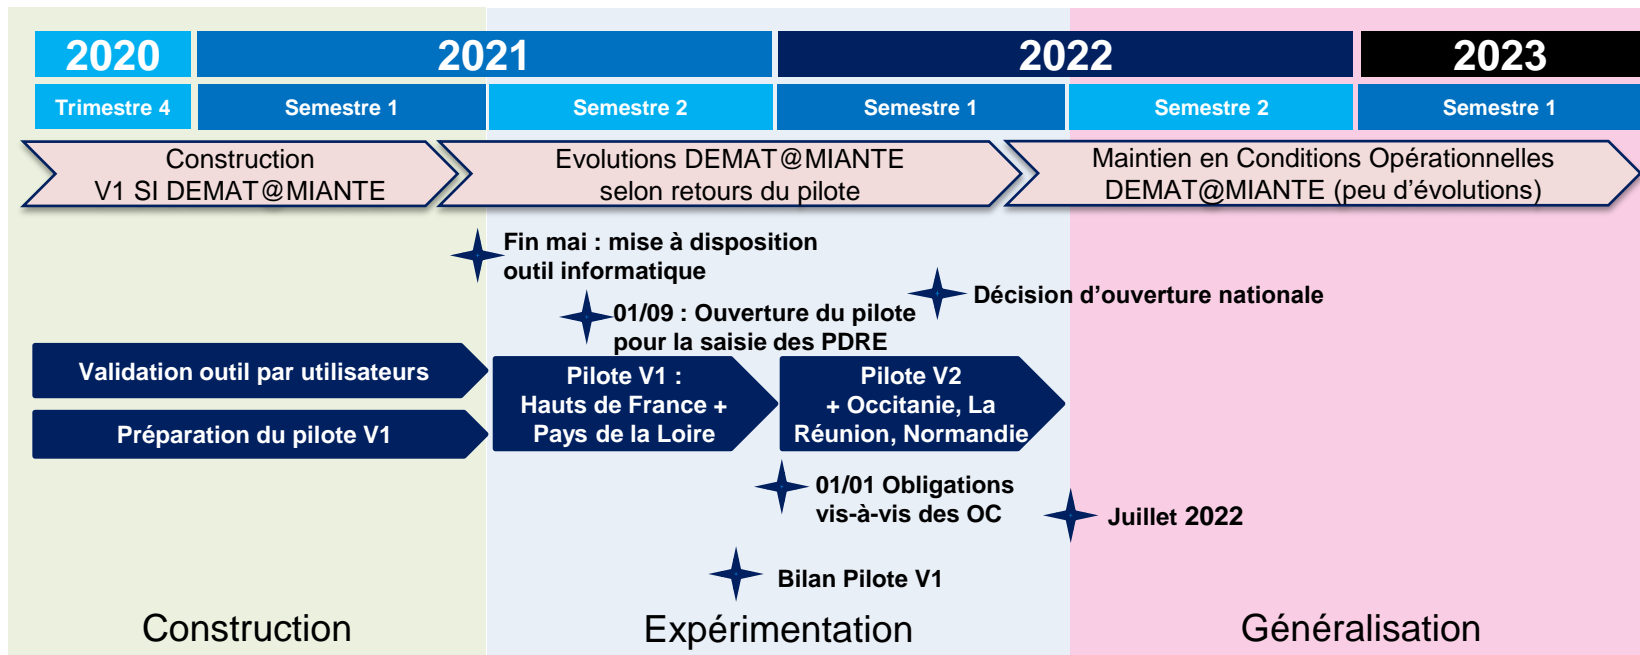 2020
2021
2022
2023
Trimestre 4
Semestre 1
Semestre 2
Semestre 1
Semestre 2
Semestre 1
Construction
V1 SI DEMAT@MIANTE
Evolutions DEMAT@MIANTE
selon retours du pilote
Maintien en Conditions Opérationnelles
DEMAT@MIANTE (peu d’évolutions)
Fin mai : mise à disposition
outil informatique
Décision d’ouverture nationale
01/09 : Ouverture du pilote
pour la saisie des PDRE
Validation outil par utilisateurs
Préparation du pilote V1
Pilote V1 :
Hauts de France +
Pays de la Loire
Pilote V2
+ Occitanie, La
Réunion, Normandie
01/01 Obligations
vis-à-vis des OC
Juillet 2022
Bilan Pilote V1
Construction
Expérimentation
Généralisation